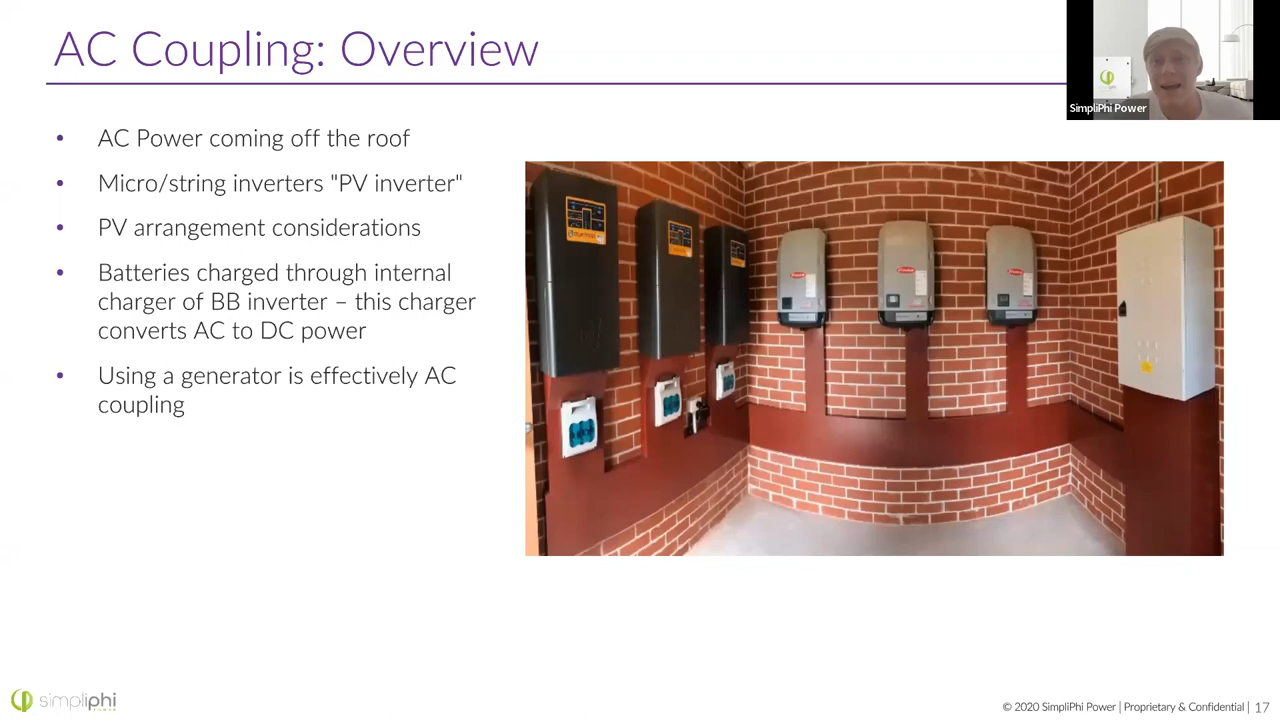 AC Coupling: Overview
SimpliPhi Power
• AC Power coming off the roof
• Micro/string inverters "PV inverter"
• PV arrangement considerations
• Batteries charged through internal
charger of BB inverter – this charger
converts AC to DC power
• Using a generator is effectively AC
coupling
simpliphi
POWER
© 2020 SimpliPhi Power | Proprietary & Confidential | 17